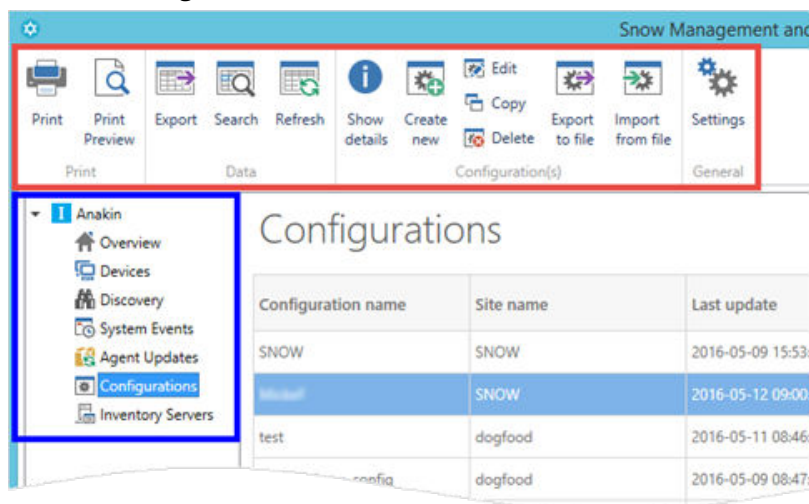 Snow Management and
Edit
Copy
Delete
Print
Print Preview
Export
Search
Refresh
Show details
Create new
Export to file
Import from file
Settings
Print
Data
Configuration(s)
General
Anakin
Overview
Devices
Discovery
System Events
Agent Updates
Configurations
Inventory Servers
Configurations
Configuration name Site name Last update
SNOW SNOW 2016-05-09 15:53:
SNOW 2016-05-12 09:00
test dogfood 2016-05-11 08:46:
config dogfood 2016-05-09 08:47